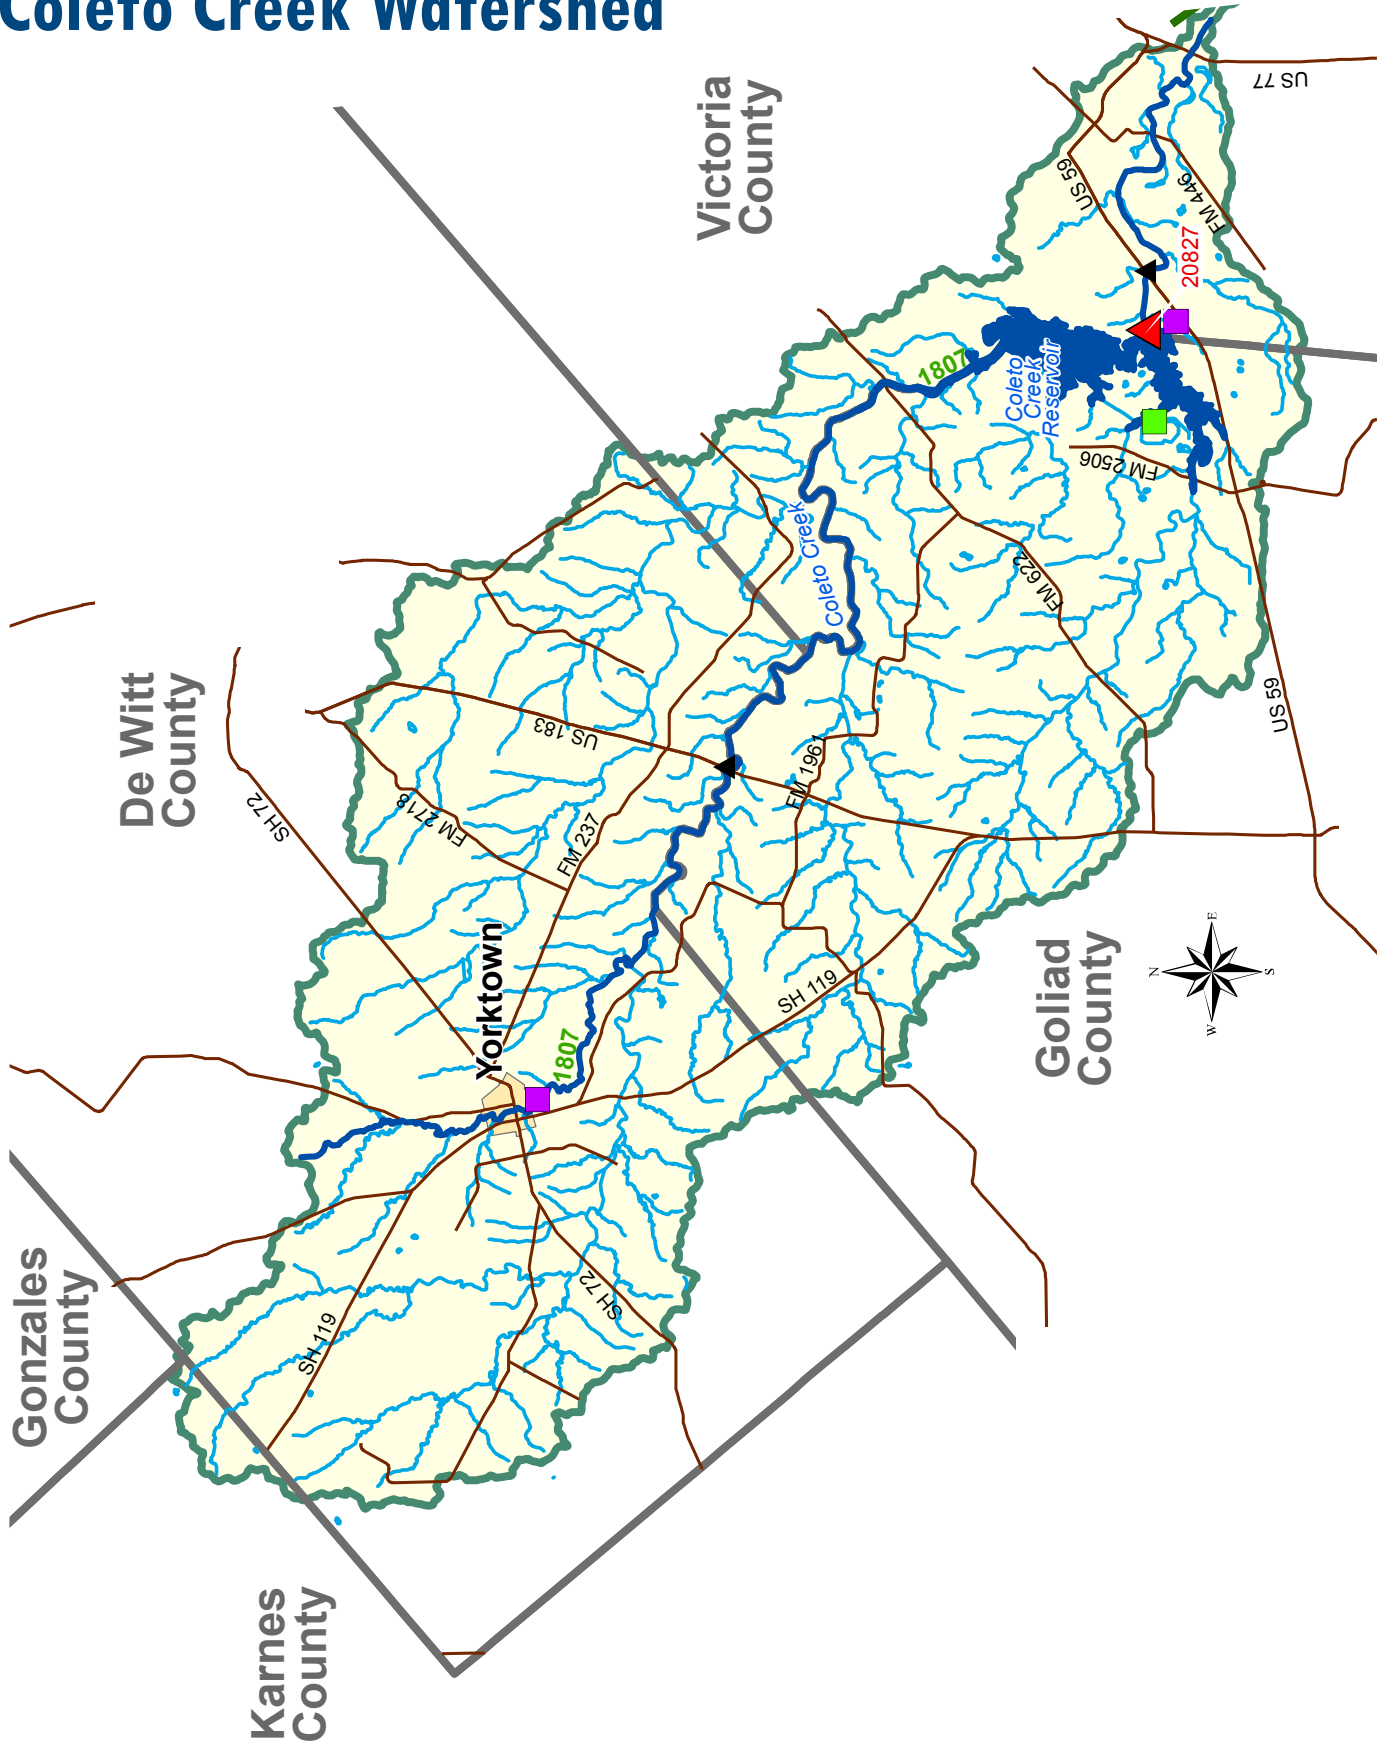 Coleto Creek Watershed
Gonzales
County
Karnes
County
De Witt
County
Victoria
County
Goliad
County
Yorktown
SH 72
SH 119
SH 72
SH 119
FM 2718
FM 237
US 183
FM 1961
FM 622
FM 2506
US 59
US 59
FM 446
US 77
1807
1807
Coleto Creek
Coleto
Creek
Reservoir
20827
N
E
S
W